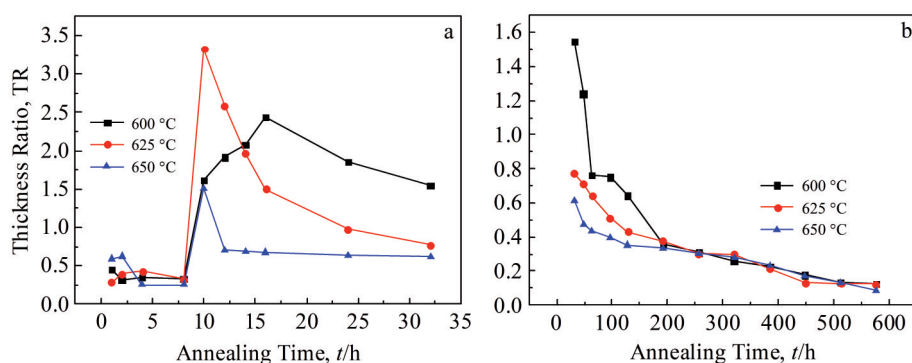 a
3.5
3.0
2.5
2.0
1.5
1.0
0.5
0.0
Thickness Ratio, TR
600 °C
625 °C
650 °C
0 5 10 15 20 25 30 35
Annealing Time, t/h
b
1.6
1.4
1.2
1.0
0.8
0.6
0.4
0.2
0.0
600 °C
625 °C
650 °C
0 100 200 300 400 500 600
Annealing Time, t/h